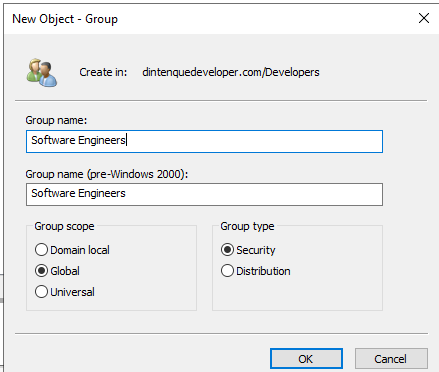 New Object - Group
Create in: dintenquedeveloper.com/Developers
Group name:
Software Engineers
Group name (pre-Windows 2000):
Software Engineers
Group scope
Domain local
Global
Universal
Group type
Security
Distribution
OK
Cancel